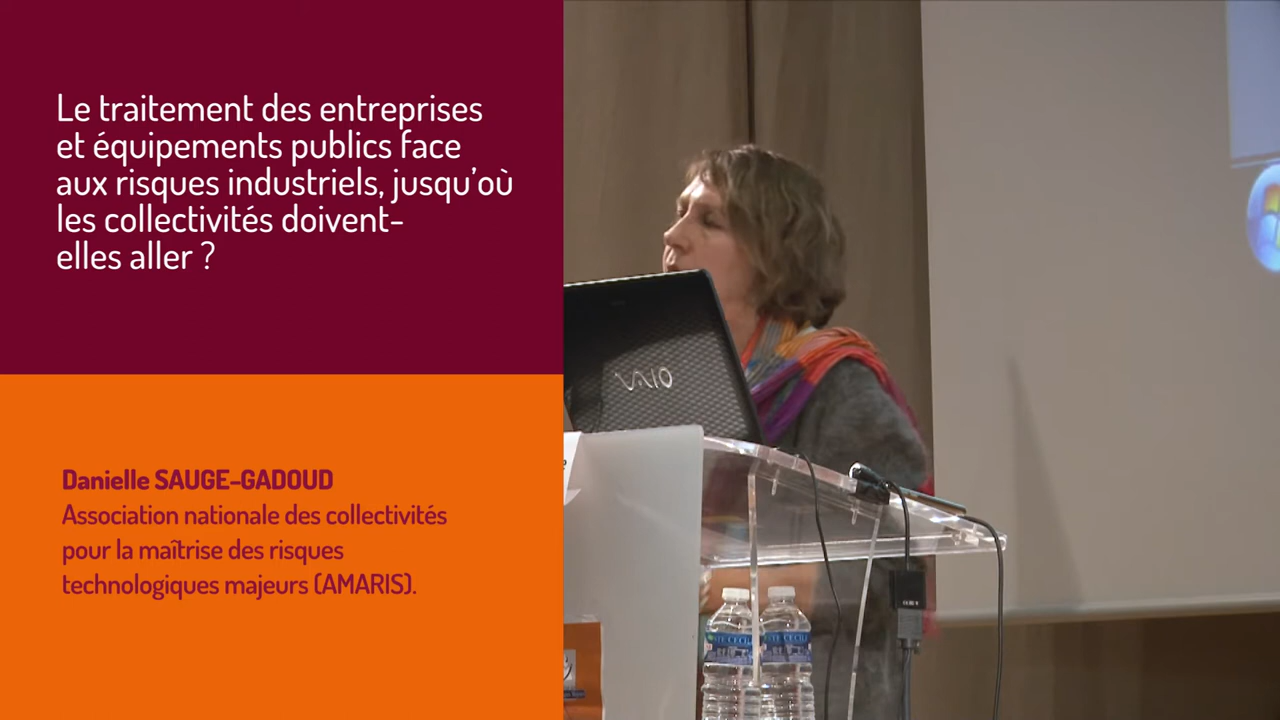 Le traitement des entreprises
et équipements publics face
aux risques industriels, jusqu'où
les collectivités doivent-
elles aller ?
Danielle SAUGE-GADOUD
Association nationale des collectivités
pour la maîtrise des risques
technologiques majeurs (AMARIS).
VAIO